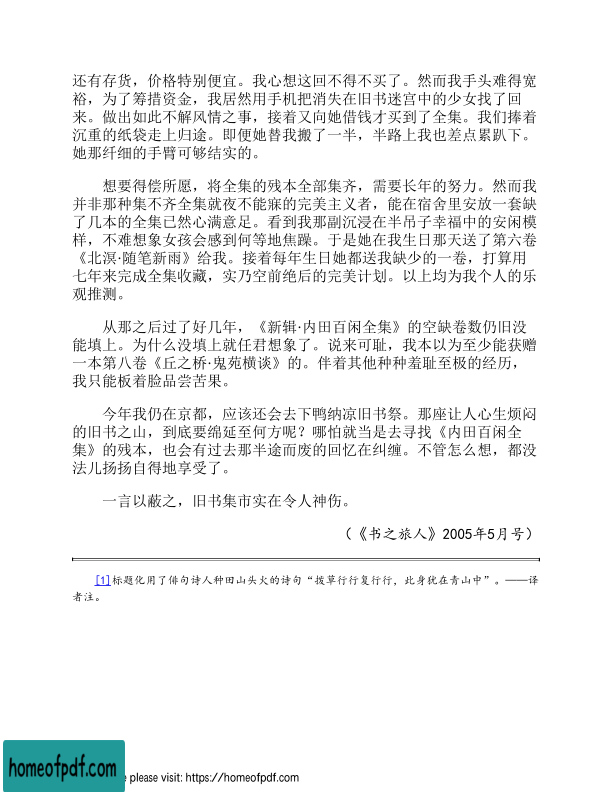 还有存货，价格特别便宜。我心想这回不得不买了。然而我手头难得宽
裕，为了筹措资金，我居然用手机把消失在旧书迷宫中的少女找了回
来。做出如此不解风情之事，接着又向她借钱才买到了全集。我们捧着
沉重的纸袋走上归途。即便她替我搬了一半，半路上我也差点累趴下。
她那纤细的手臂可够结实的。
想要得偿所愿，将全集的残本全部集齐，需要长年的努力。然而我
并非那种集不齐全集就夜不能寐的完美主义者，能在宿舍里安放一套缺
了几本的全集已然心满意足。看到我那副沉浸在半吊子幸福中的安闲模
样，不难想象女孩会感到何等地焦躁。于是她在我生日那天送了第六卷
《北溟·随笔新雨》给我。接着每年生日她都送我缺少的一卷，打算用
七年来完成全集收藏，实乃空前绝后的完美计划。以上均为我个人的乐
观推测。
从那之后过了好几年，《新辑·内田百闲全集》的空缺卷数仍旧没
能填上。为什么没填上就任君想象了。说来可耻，我本以为至少能获赠
一本第八卷《丘之桥·鬼苑横谈》的。伴着其他种种羞耻至极的经历，
我只能板着脸品尝苦果。
今年我仍在京都，应该还会去下鸭纳凉旧书祭。那座让人心生烦闷
的旧书之山，到底要绵延至何方呢？哪怕就当是去寻找《内田百闲全
集》的残本，也会有过去那半途而废的回忆在纠缠。不管怎么想，都没
法儿扬扬自得地享受了。
一言以蔽之，旧书集市实在令人神伤。
（《书之旅人》2005年5月号）
[1]标题化用了俳句诗人种田山头火的诗句“拨草行行复行行，此身犹在青山中”。——译
者注。
homeofpdf.com
e please visit: https://homeofpdf.com